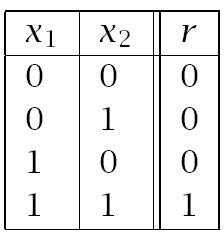 x₁ x₂ r
0 0 0
0 1 0
1 0 0
1 1 1